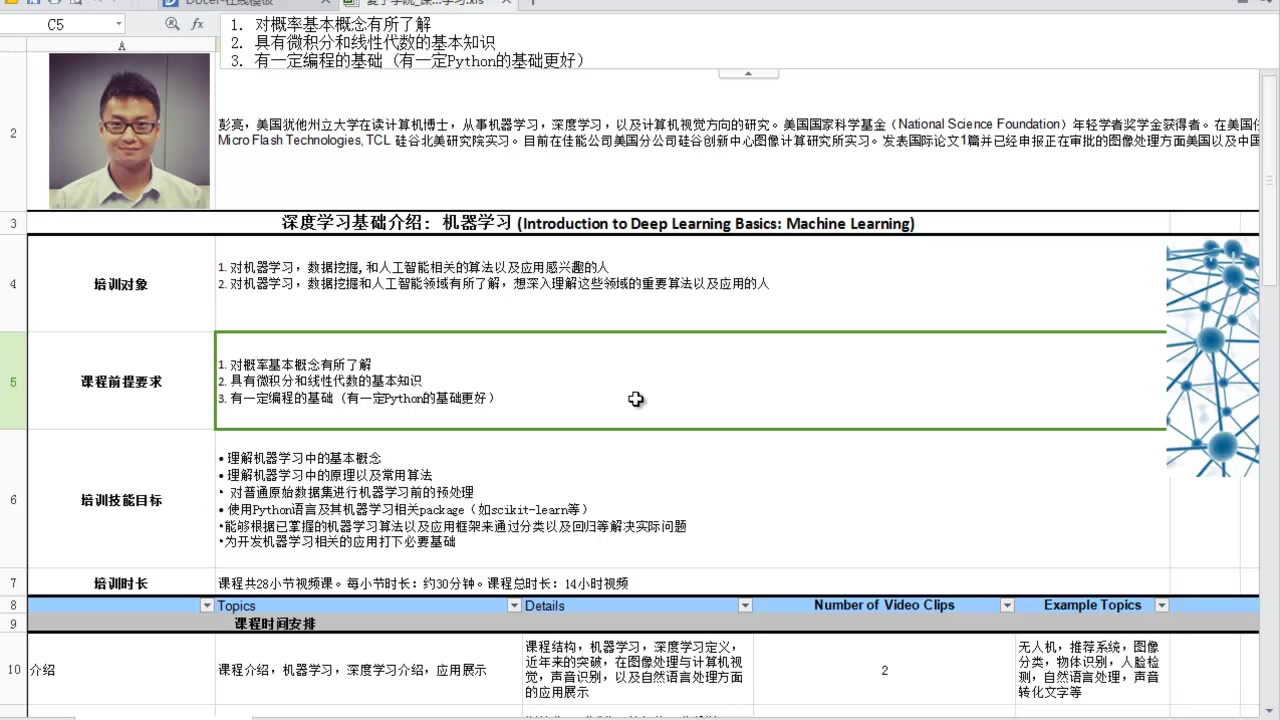 C5
fx
1. 对概率基本概念有所了解
2. 具有微积分和线性代数的基本知识
3. 有一定编程的基础（有一定Python的基础更好）
A
2
彭亮，美国犹他州立大学在读计算机博士，从事机器学习，深度学习，以及计算机视觉方向的研究。美国国家科学基金（National Science Foundation）年轻学者奖学金获得者。在美国
Micro Flash Technologies, TCL 硅谷北美研究院实习。目前在佳能公司美国分公司硅谷创新中心图像计算研究所实习。发表国际论文1篇并已经申报正在审批的图像处理方面美国以及中国
3
深度学习基础介绍：机器学习 (Introduction to Deep Learning Basics: Machine Learning)
4
培训对象
1. 对机器学习，数据挖掘, 和人工智能相关的算法以及应用感兴趣的人
2. 对机器学习，数据挖掘和人工智能领域有所了解，想深入理解这些领域的重要算法以及应用的人
5
课程前提要求
1. 对概率基本概念有所了解
2. 具有微积分和线性代数的基本知识
3. 有一定编程的基础（有一定Python的基础更好）
6
培训技能目标
• 理解机器学习中的基本概念
• 理解机器学习中的原理以及常用算法
• 对普通原始数据集进行机器学习前的预处理
• 使用Python语言及其机器学习相关package（如scikit-learn等）
•能够根据已掌握的机器学习算法以及应用框架来通过分类以及回归等解决实际问题
•为开发机器学习相关的应用打下必要基础
7
培训时长
课程共28小节视频课。每小节时长：约30分钟。课程总时长：14小时视频
8
Topics
Details
Number of Video Clips
Example Topics
9
课程时间安排
10
介绍
课程介绍，机器学习，深度学习介绍，应用展示
课程结构，机器学习，深度学习定义，
近年来的突破，在图像处理与计算机视
觉，声音识别，以及自然语言处理方面
的应用展示
2
无人机，推荐系统，图像
分类，物体识别，人脸检
测，自然语言处理，声音
转化文字等